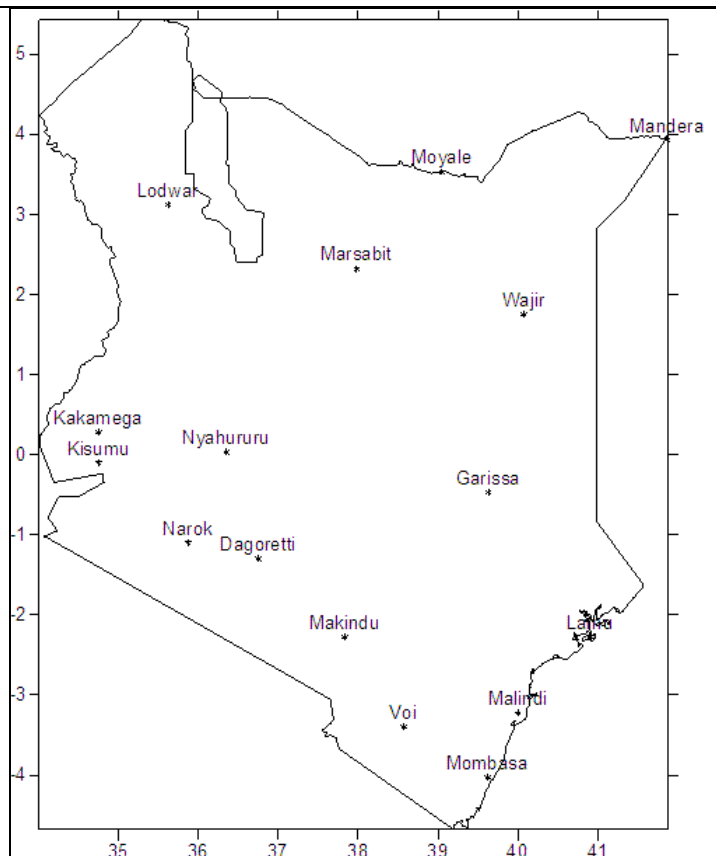 5
4
Mandera
Moyale
Lodwar
3
Marsabit
2
Wajir
1
Kakamega
Nyahururu
Kisumu
0
Garissa
Narok
-1
Dagoretti
-2
Makindu
Lamu
-3
Malindi
Voi
Mombasa
-4
35 36 37 38 39 40 41